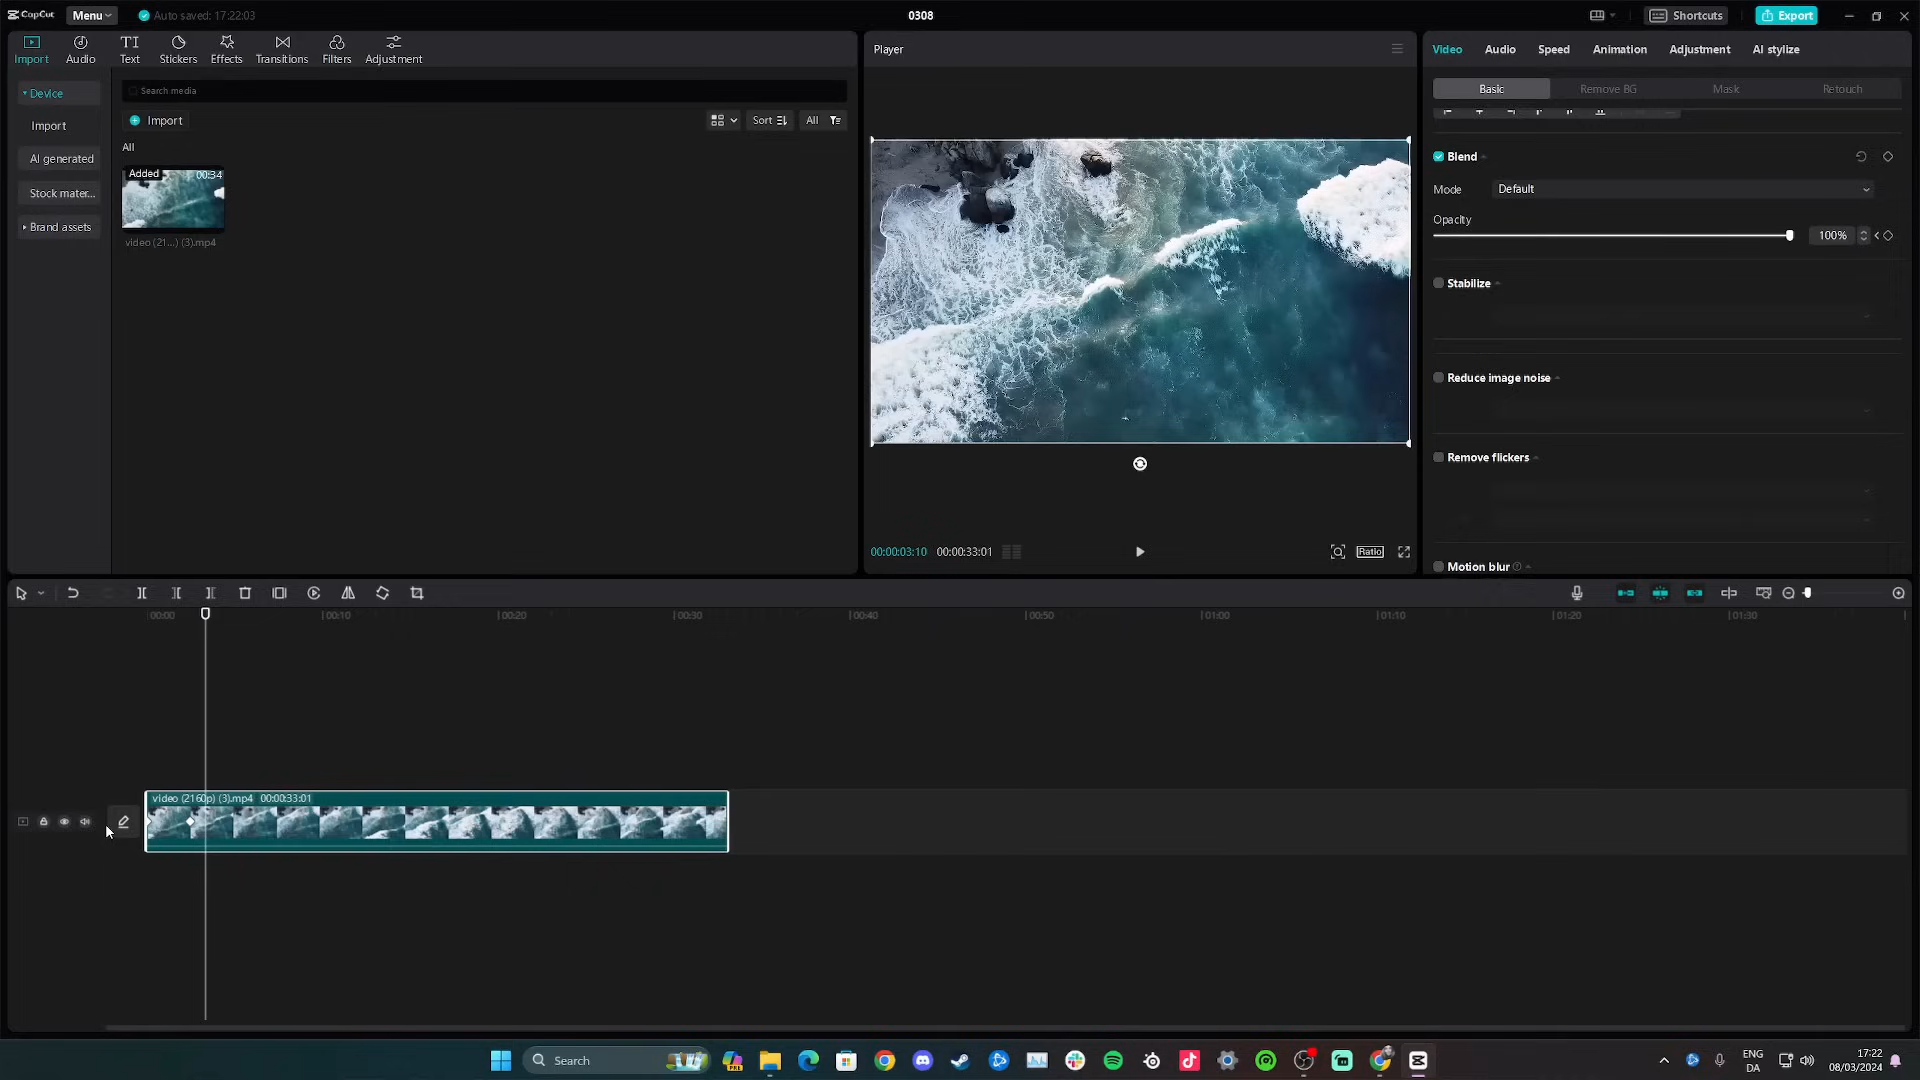 CapCut Menu Auto saved: 17:22:03 0308 Shortcuts Export
Import Audio Text Stickers Effects Transitions Filters Adjustment
Device
Import
AI generated
Stock mater...
Brand assets
Search media
Import Sort All
All
Added 00:34
video (21...) (3).mp4
Player
00:00:03:10 00:00:33:01 Ratio
Video Audio Speed Animation Adjustment AI stylize
Basic Remove BG Mask Retouch
Blend
Mode Default
Opacity
100%
Stabilize
Reduce image noise
Remove flickers
Motion blur
00:00 00:10 00:20 00:30 00:40 00:50 01:00 01:10 01:20 01:30
video (2160p) (3).mp4 00:00:33:01
Search
ENG
DA
17:22
08/03/2024